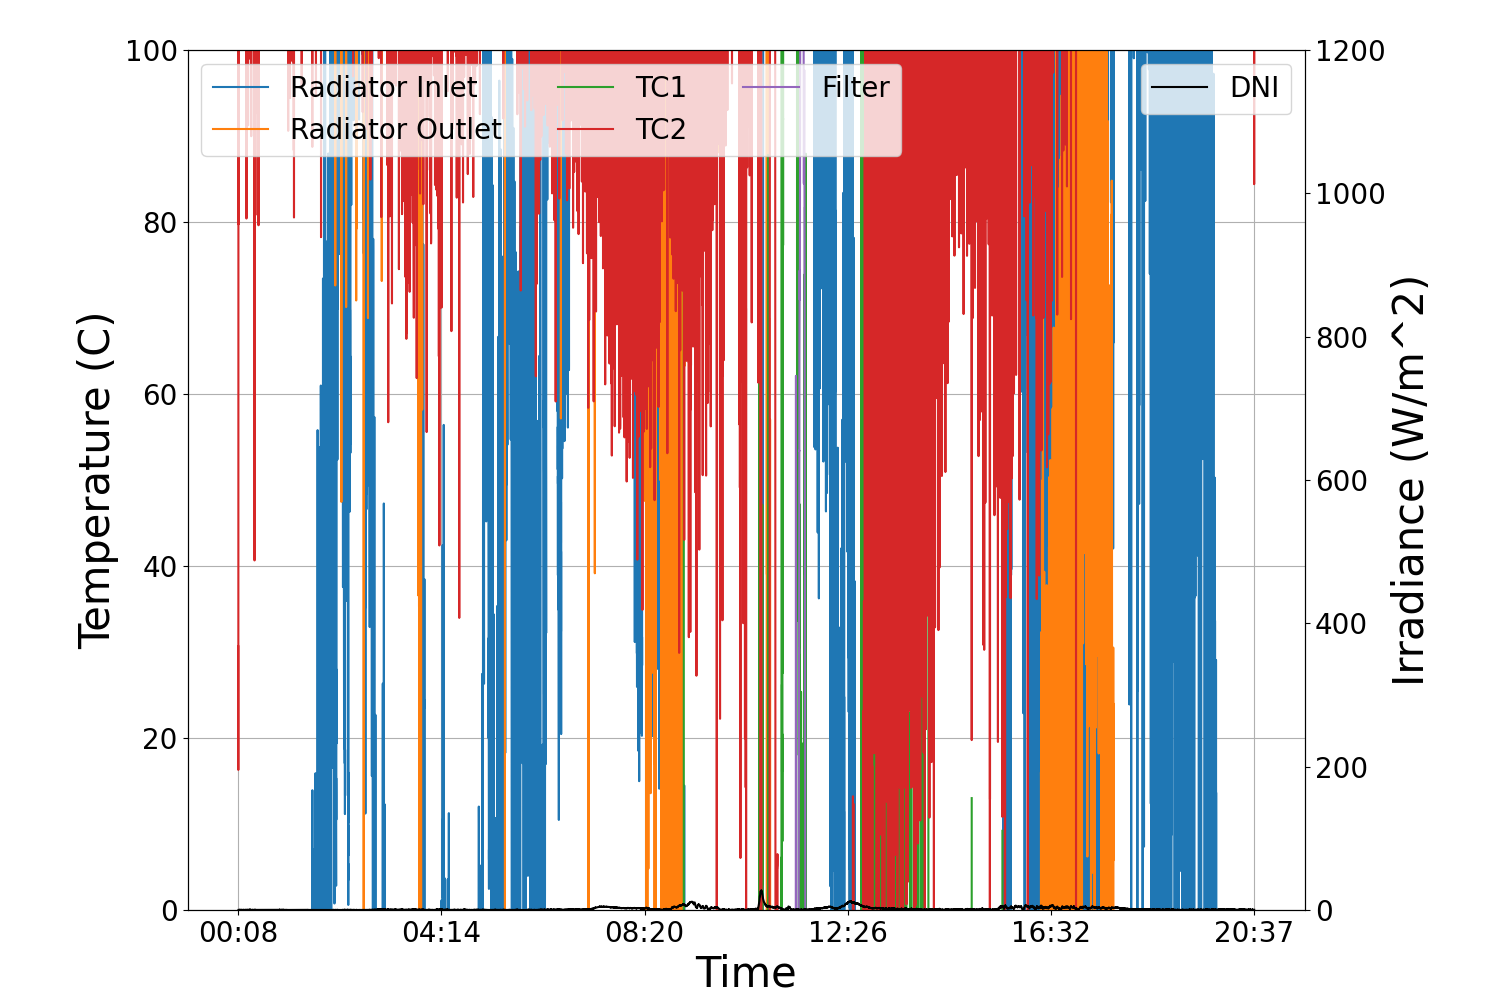 100
80
60
40
20
0
Temperature (C)
Radiator Inlet
Radiator Outlet
TC1
TC2
Filter
DNI
1200
1000
800
600
400
200
0
Irradiance (W/m^2)
00:08
04:14
08:20
12:26
16:32
20:37
Time